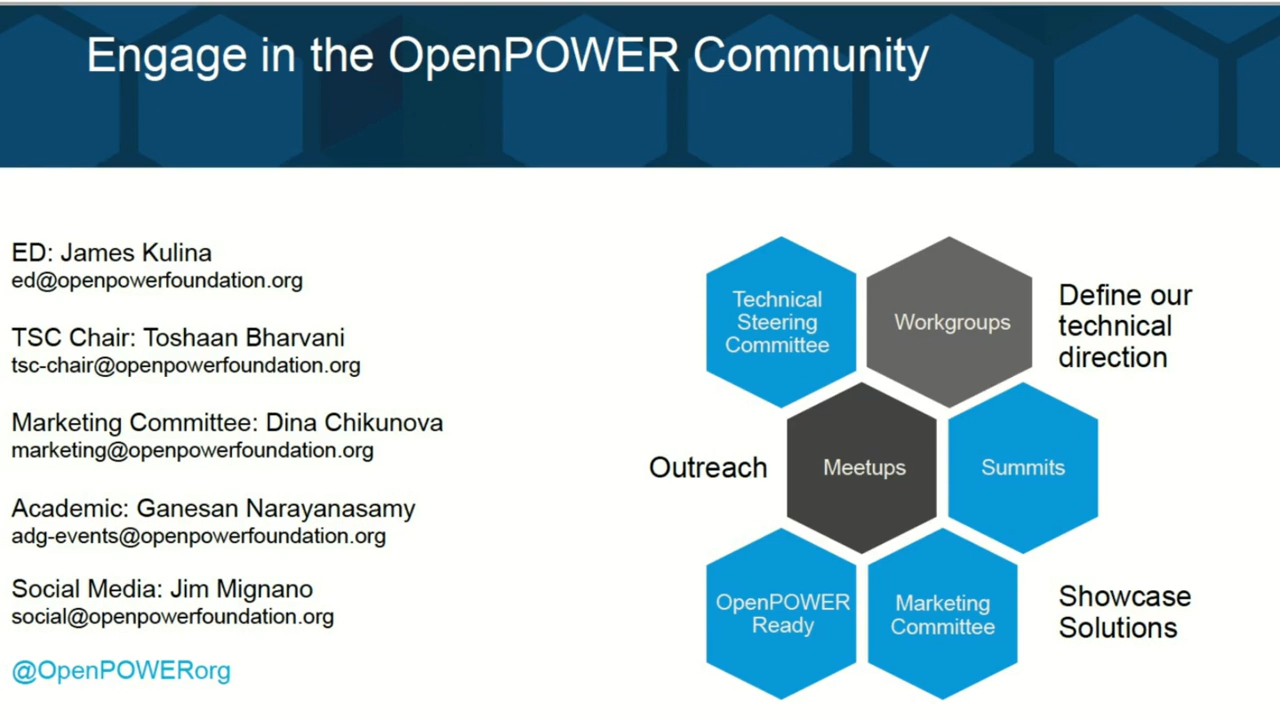 Engage in the OpenPOWER Community
ED: James Kulina
ed@openpowerfoundation.org
TSC Chair: Toshaan Bharvani
tsc-chair@openpowerfoundation.org
Marketing Committee: Dina Chikunova
marketing@openpowerfoundation.org
Academic: Ganesan Narayanasamy
adg-events@openpowerfoundation.org
Social Media: Jim Mignano
social@openpowerfoundation.org
@OpenPOWERorg
Technical
Steering
Committee
Workgroups
Define our
technical
direction
Outreach
Meetups
Summits
OpenPOWER
Ready
Marketing
Committee
Showcase
Solutions